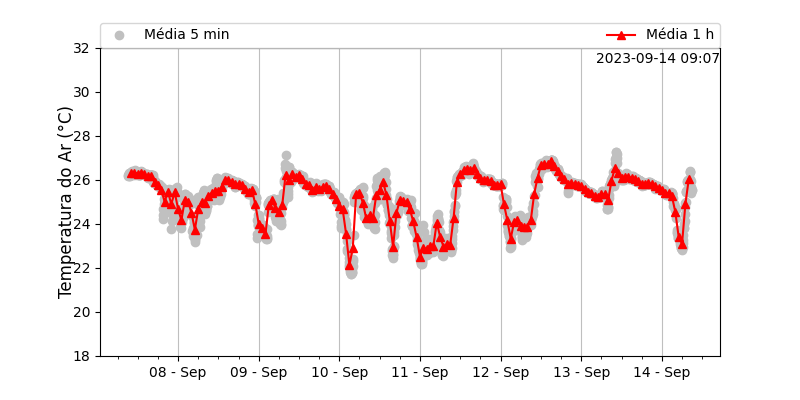 Média 5 min
Média 1 h
2023-09-14 09:07
Temperatura do Ar (°C)
32
30
28
26
24
22
20
18
08 - Sep
09 - Sep
10 - Sep
11 - Sep
12 - Sep
13 - Sep
14 - Sep